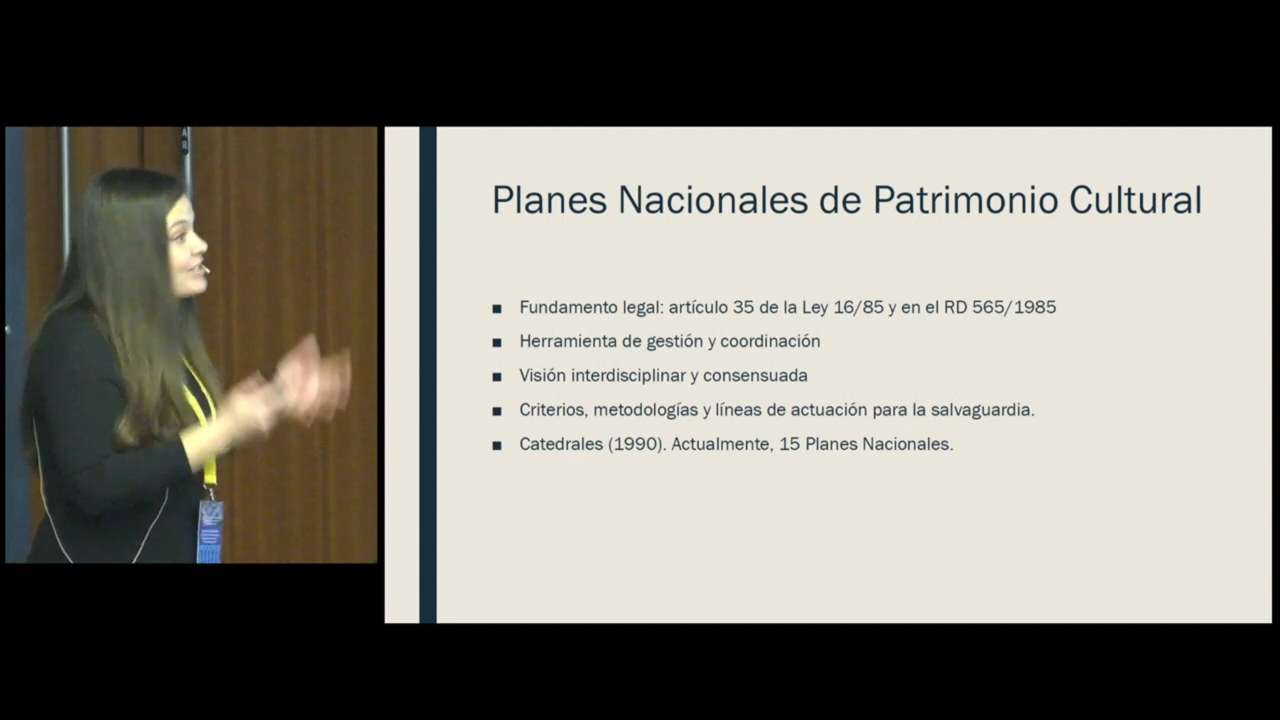 Planes Nacionales de Patrimonio Cultural
■ Fundamento legal: artículo 35 de la Ley 16/85 y en el RD 565/1985
■ Herramienta de gestión y coordinación
■ Visión interdisciplinar y consensuada
■ Criterios, metodologías y líneas de actuación para la salvaguardia.
■ Catedrales (1990). Actualmente, 15 Planes Nacionales.